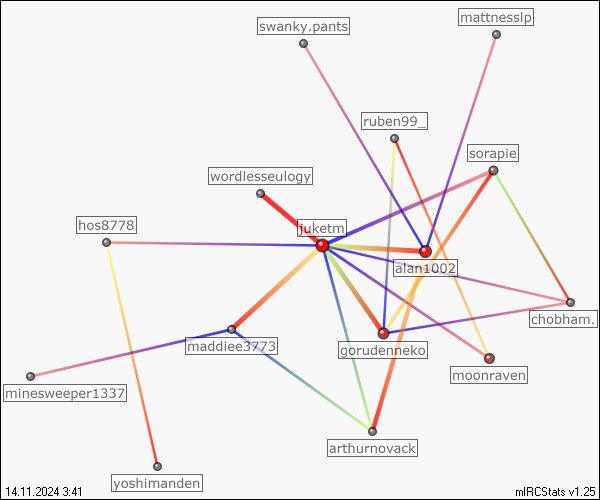 swanky.pants
mattnesslp
ruben99_
sorapie
wordlesseulogy
hos8778
juketm
alan1002
chobham.
maddiee3773
gorudenneko
moonraven
minesweeper1337
arthurnovack
yoshimanden
14.11.2024 3:41
mIRCStats v1.25